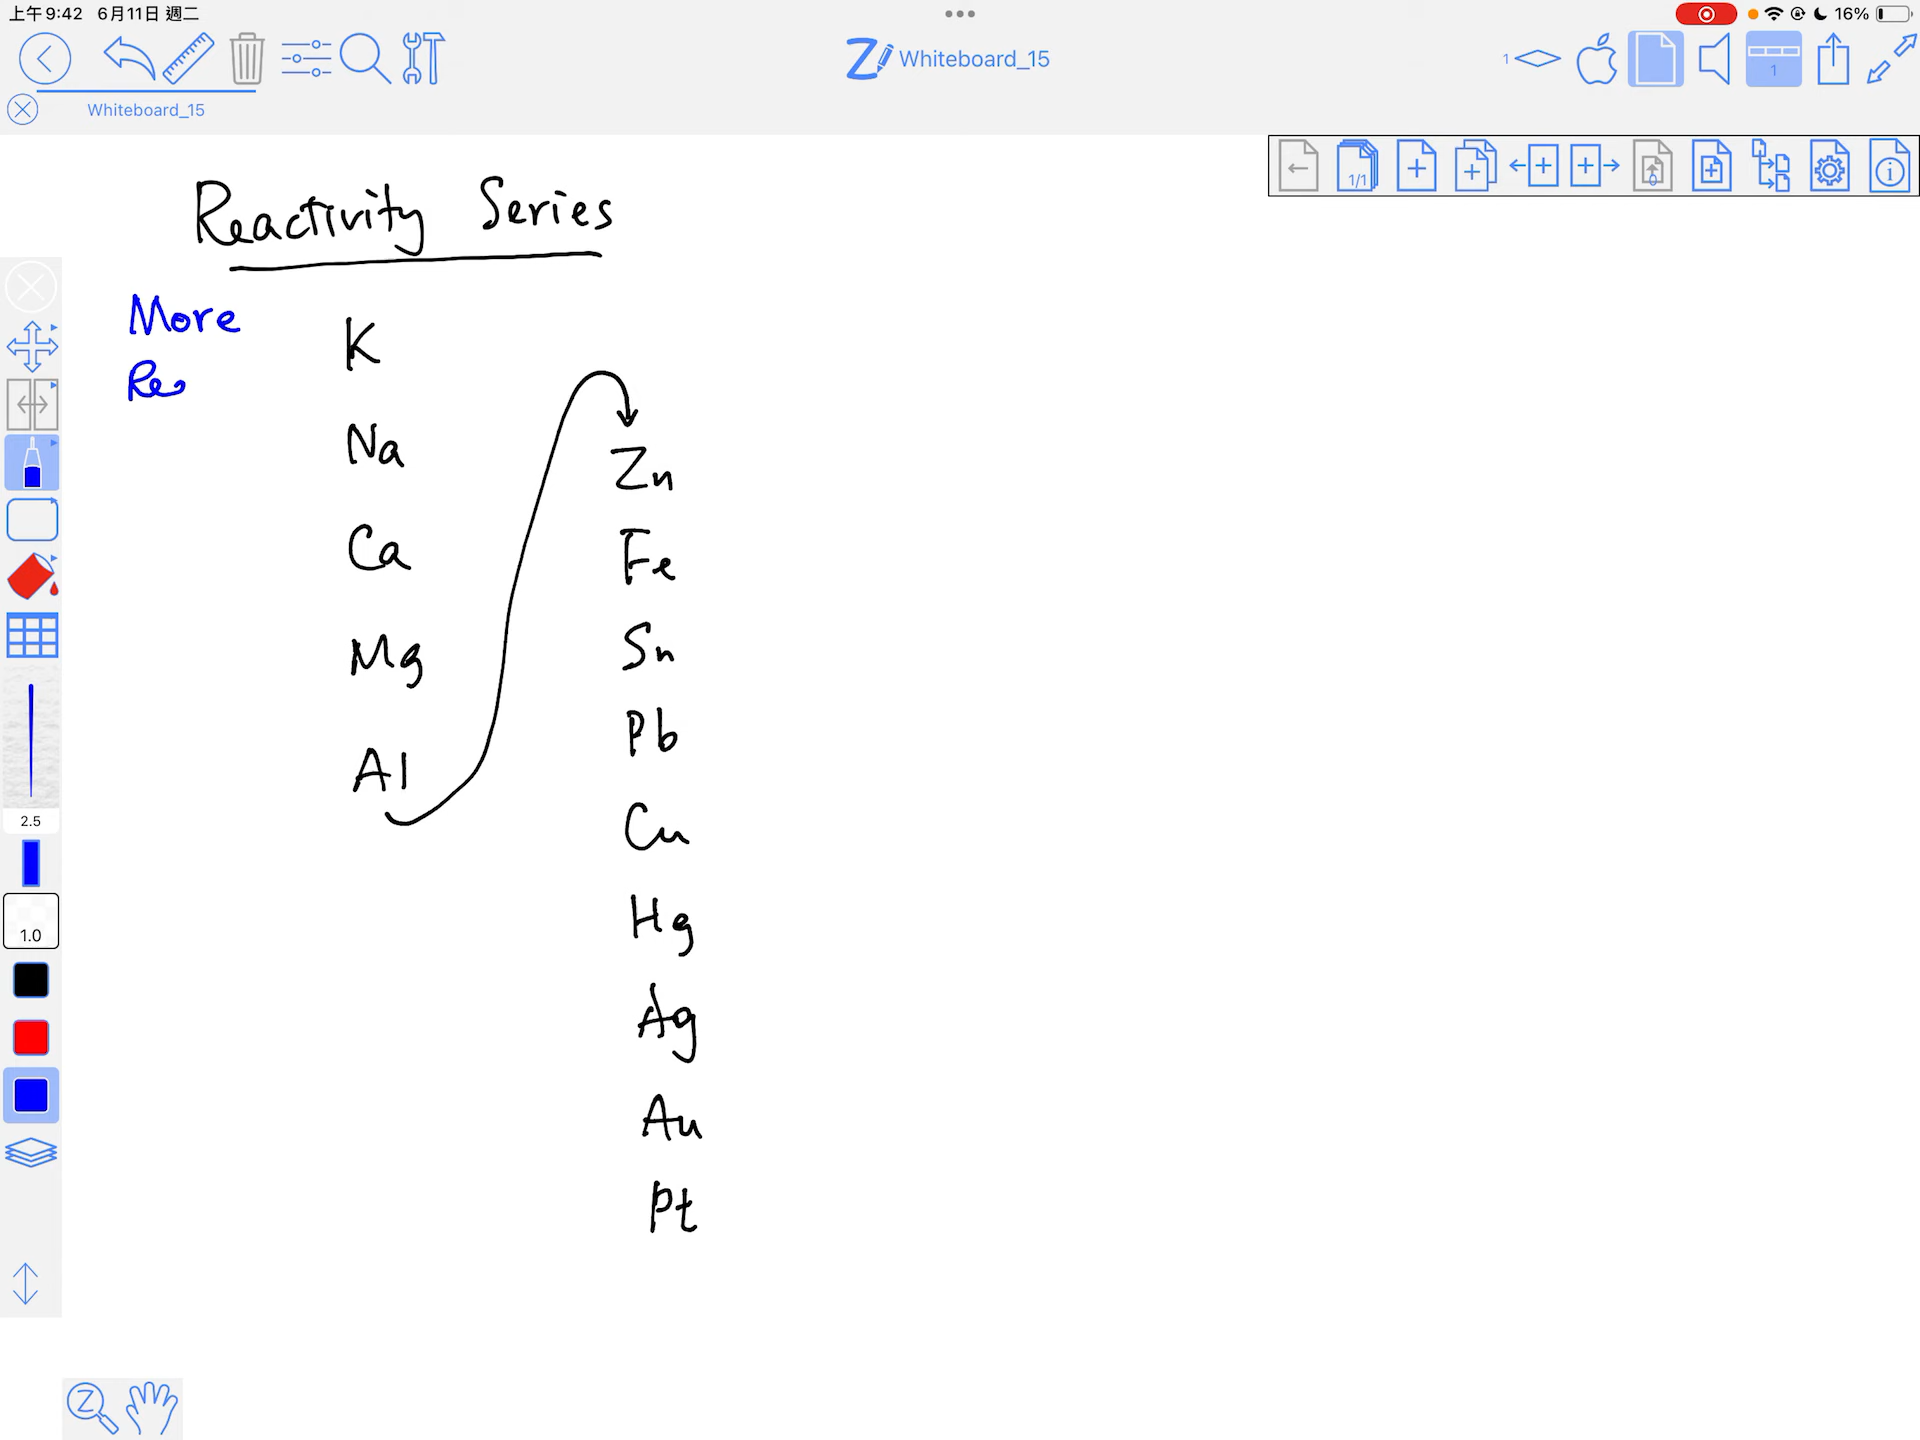 上午9:42 6月11日 週二
16%
Whiteboard_15
1
1
Whiteboard_15
1/1
0
Reactivity Series
More
Re
K
Na
Ca
Mg
Al
Zn
Fe
Sn
Pb
Cu
Hg
Ag
Au
Pt
2.5
1.0
Z